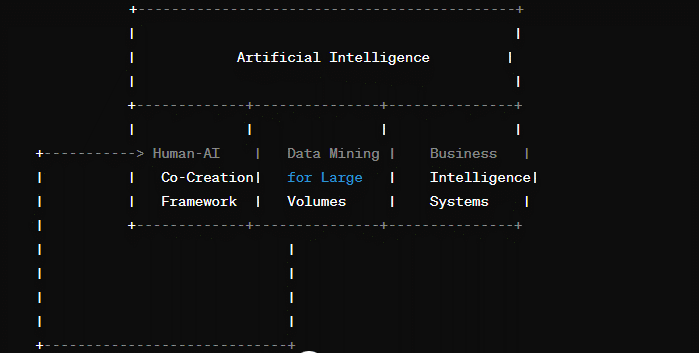 +---------------------------------------------+
|                                             |
|            Artificial Intelligence         |
|                                             |
+-------------+---------------+---------------+
|             |               |               |
+-----------> Human-AI    |   Data Mining |    Business   |
|          |   Co-Creation|   for Large   |    Intelligence|
|          |   Framework  |   Volumes     |    Systems    |
|          +-------------+---------------+---------------+
|                             |
|                             |
|                             |
|                             |
+-----------------------------+